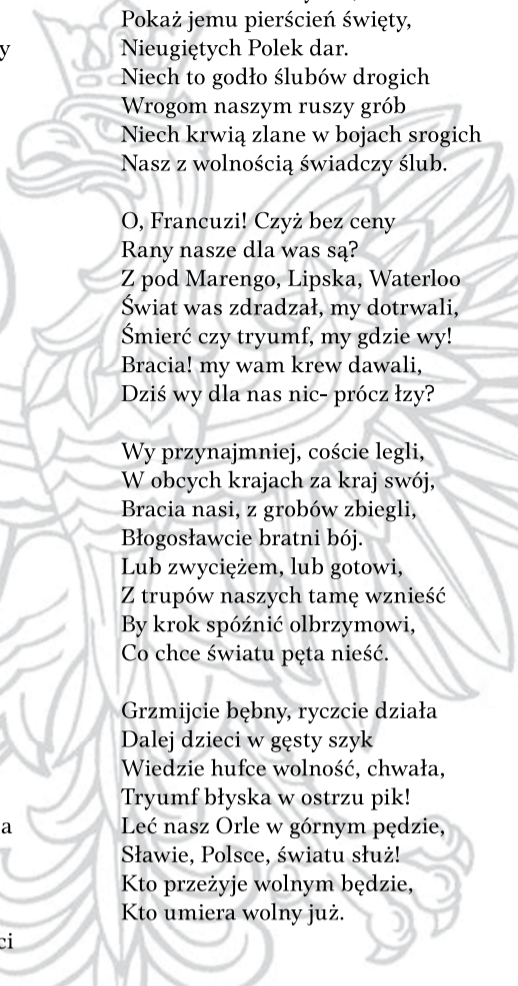 Pokaż jemu pierścień święty,
Nieugiętych Polek dar.
Niech to godło ślubów drogich
Wrogom naszym ruszy grób
Niech krwią zlane w bojach srogich
Nasz z wolnością świadczy ślub.

O, Francuzi! Czyż bez ceny
Rany nasze dla was są?
Z pod Marengo, Lipska, Waterloo
Świat was zdradzał, my dotrwali,
Śmierć czy tryumf, my gdzie wy!
Bracia! my wam krew dawali,
Dziś wy dla nas nic- prócz łzy?

Wy przynajmniej, coście legli,
W obcych krajach za kraj swój,
Bracia nasi, z grobów zbiegli,
Błogosławcie bratni bój.
Lub zwyciężem, lub gotowi,
Z trupów naszych tamę wznieść
By krok spóźnić olbrzymowi,
Co chce światu pęta nieść.

Grzmijcie bębny, ryczcie działa
Dalej dzieci w gęsty szyk
Wiedzie hufce wolność, chwała,
Tryumf błyska w ostrzu pik!
Leć nasz Orle w górnym pędzie,
Sławie, Polsce, światu służ!
Kto przeżyje wolnym będzie,
Kto umiera wolny już.